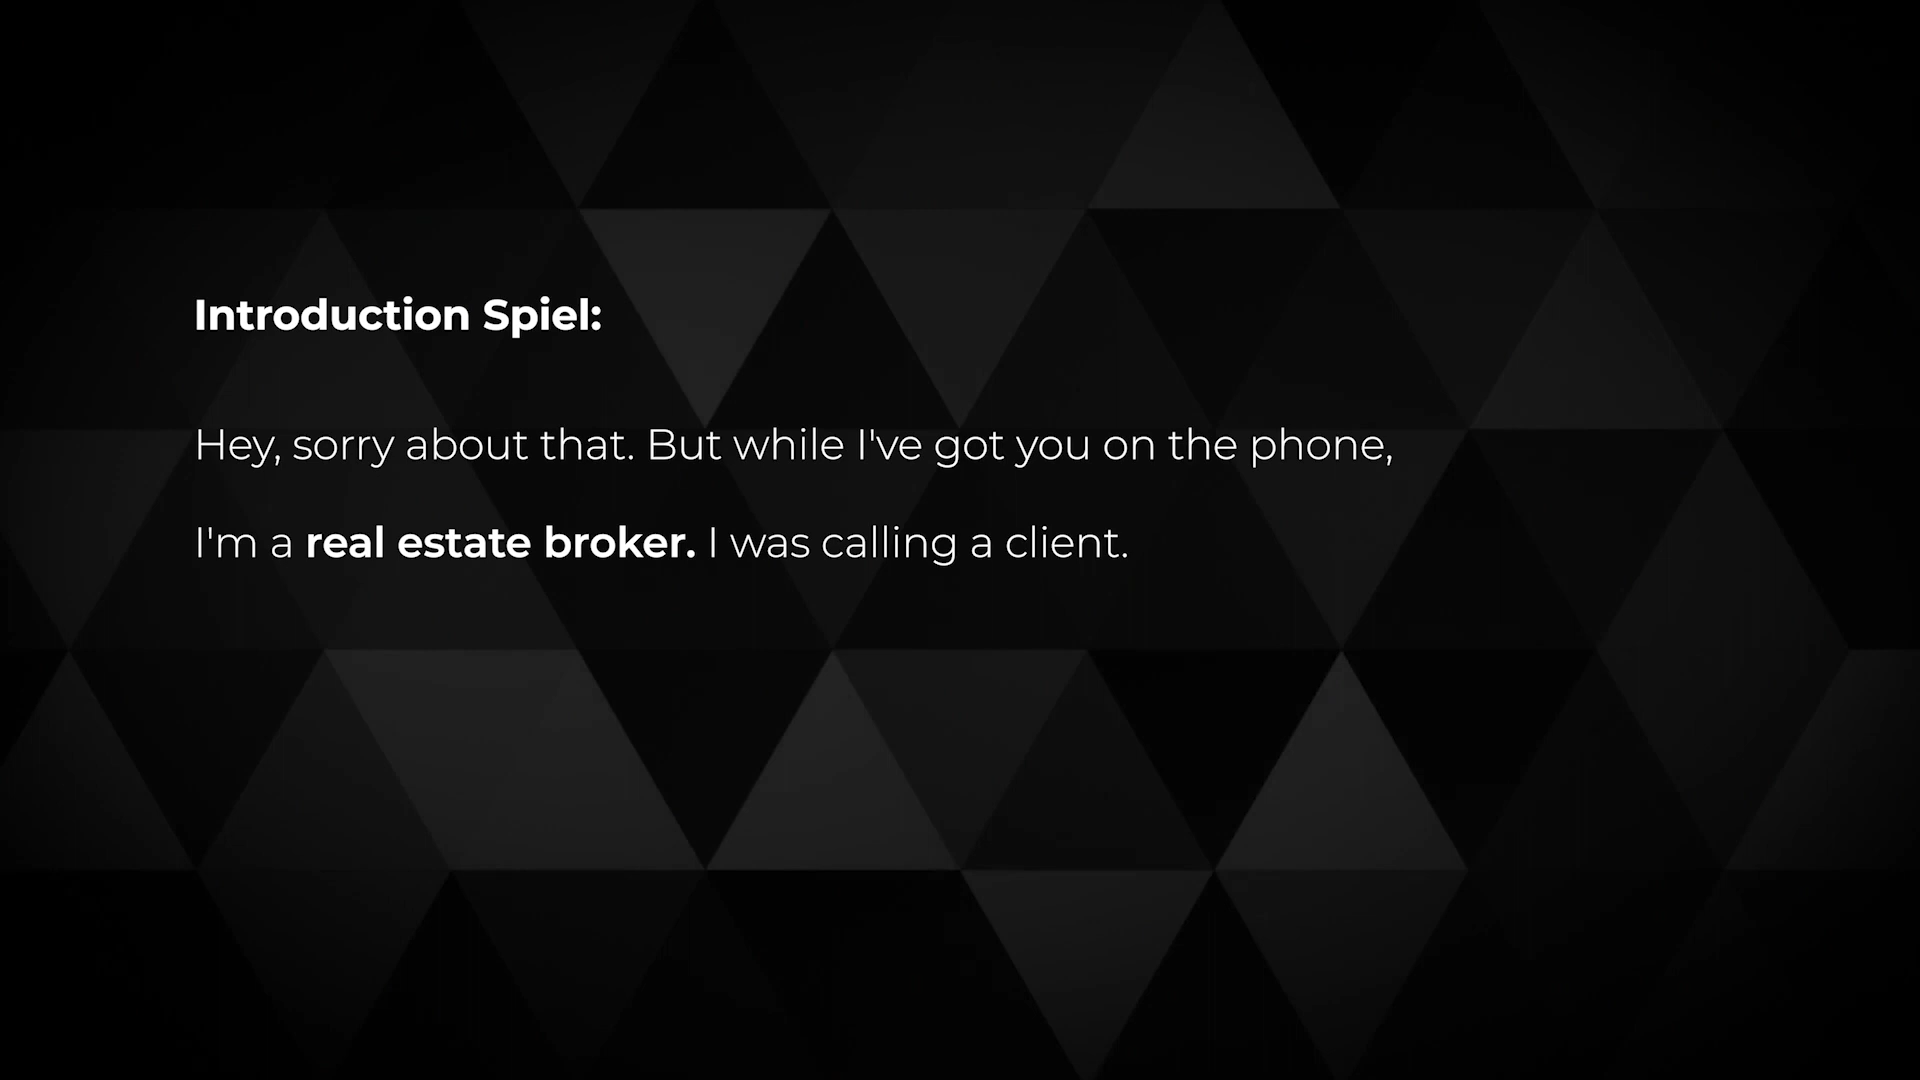 Introduction Spiel:
Hey, sorry about that. But while I've got you on the phone,
I'm a real estate broker. I was calling a client.